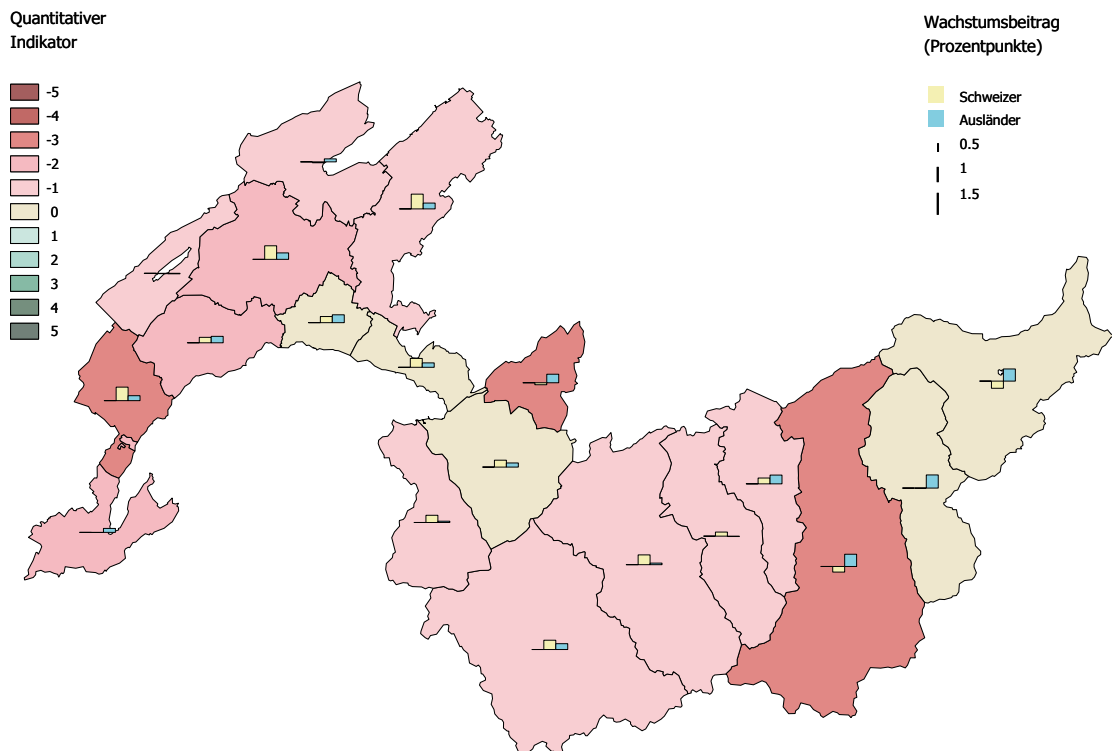 Quantitativer
Indikator
-5
-4
-3
-2
-1
0
1
2
3
4
5
Wachstumsbeitrag
(Prozentpunkte)
Schweizer
Ausländer
0.5
1
1.5